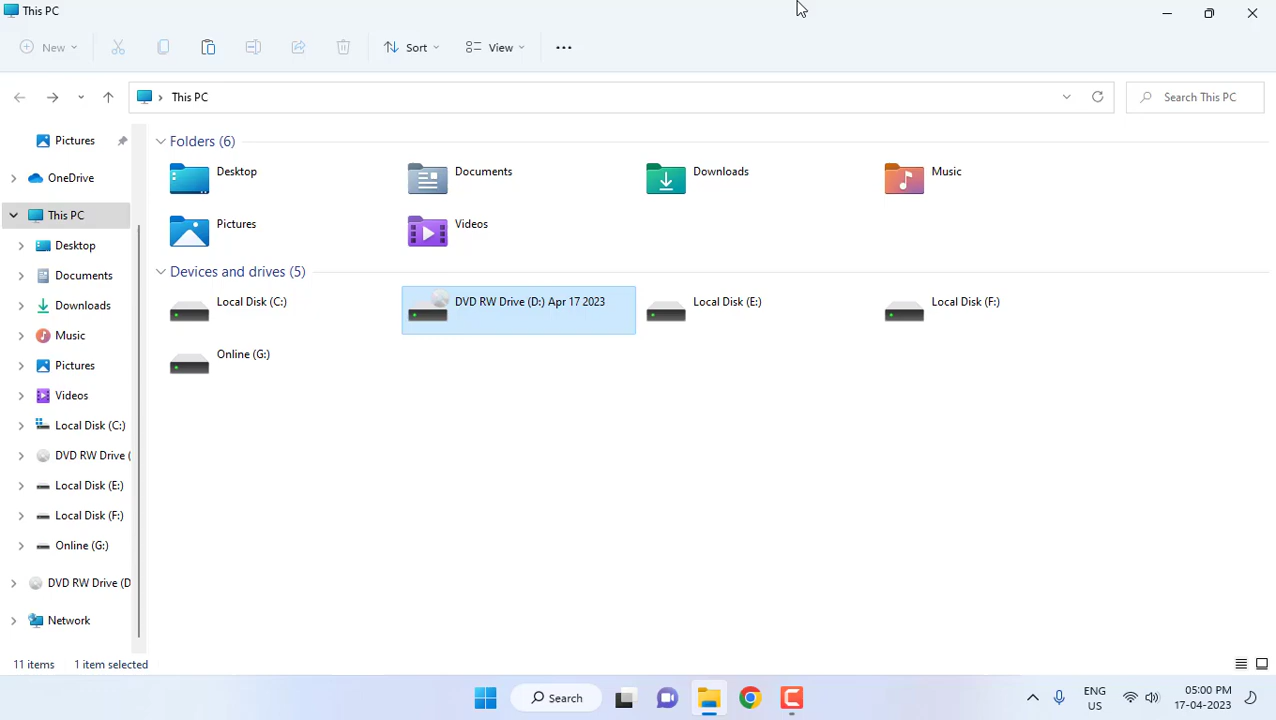 This PC
New
Sort
View
This PC
Search This PC
Pictures
OneDrive
This PC
Desktop
Documents
Downloads
Music
Pictures
Videos
Local Disk (C:)
DVD RW Drive (
Local Disk (E:)
Local Disk (F:)
Online (G:)
DVD RW Drive (D
Network
Folders (6)
Desktop
Documents
Downloads
Music
Pictures
Videos
Devices and drives (5)
Local Disk (C:)
DVD RW Drive (D:) Apr 17 2023
Local Disk (E:)
Local Disk (F:)
Online (G:)
11 items
1 item selected
Search
ENG
US
05:00 PM
17-04-2023